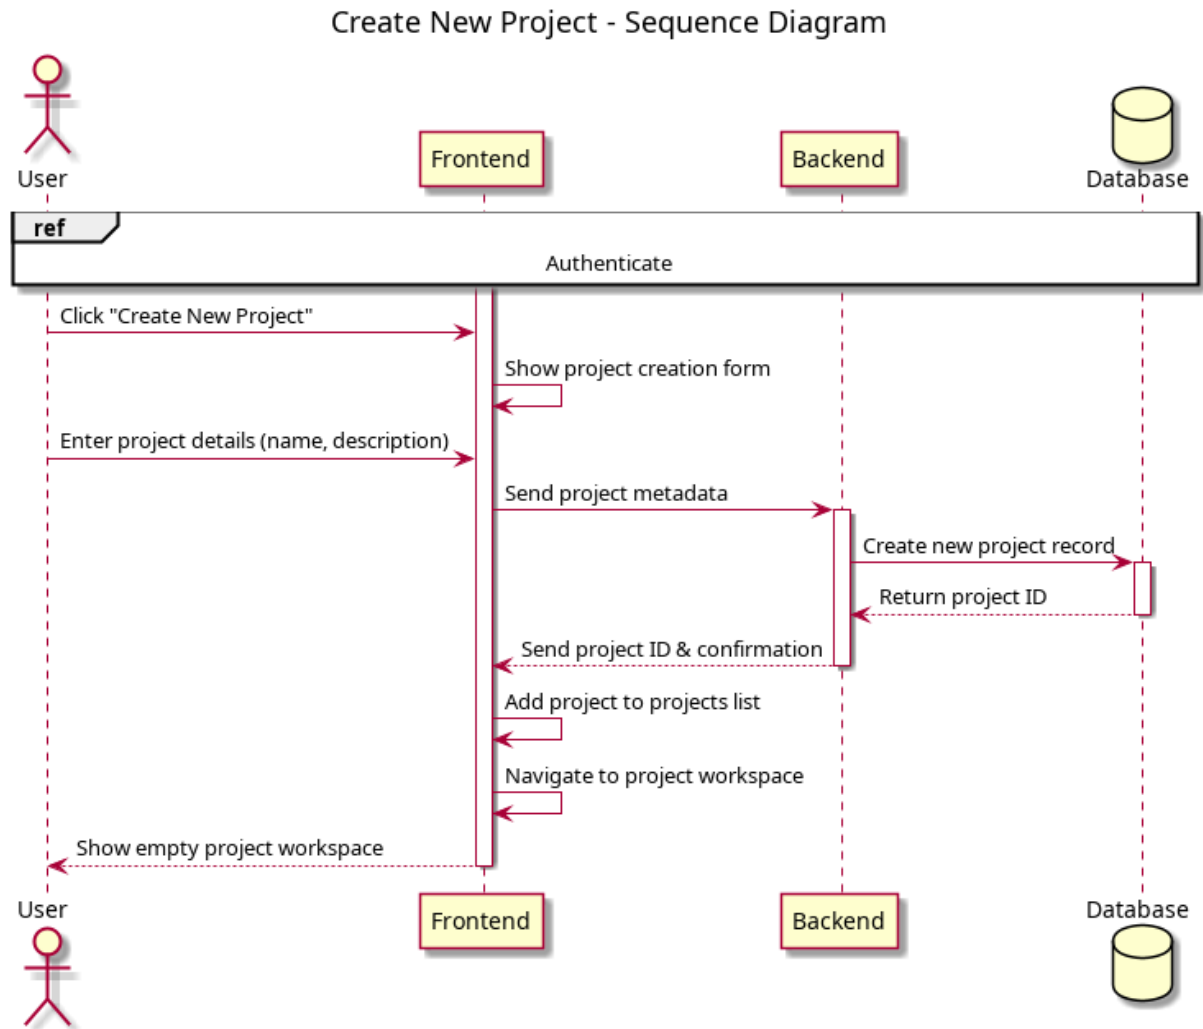 Create New Project - Sequence Diagram
User
Frontend
Backend
Database
ref
Authenticate
Click "Create New Project"
Show project creation form
Enter project details (name, description)
Send project metadata
Create new project record
Return project ID
Send project ID & confirmation
Add project to projects list
Navigate to project workspace
Show empty project workspace
User
Frontend
Backend
Database